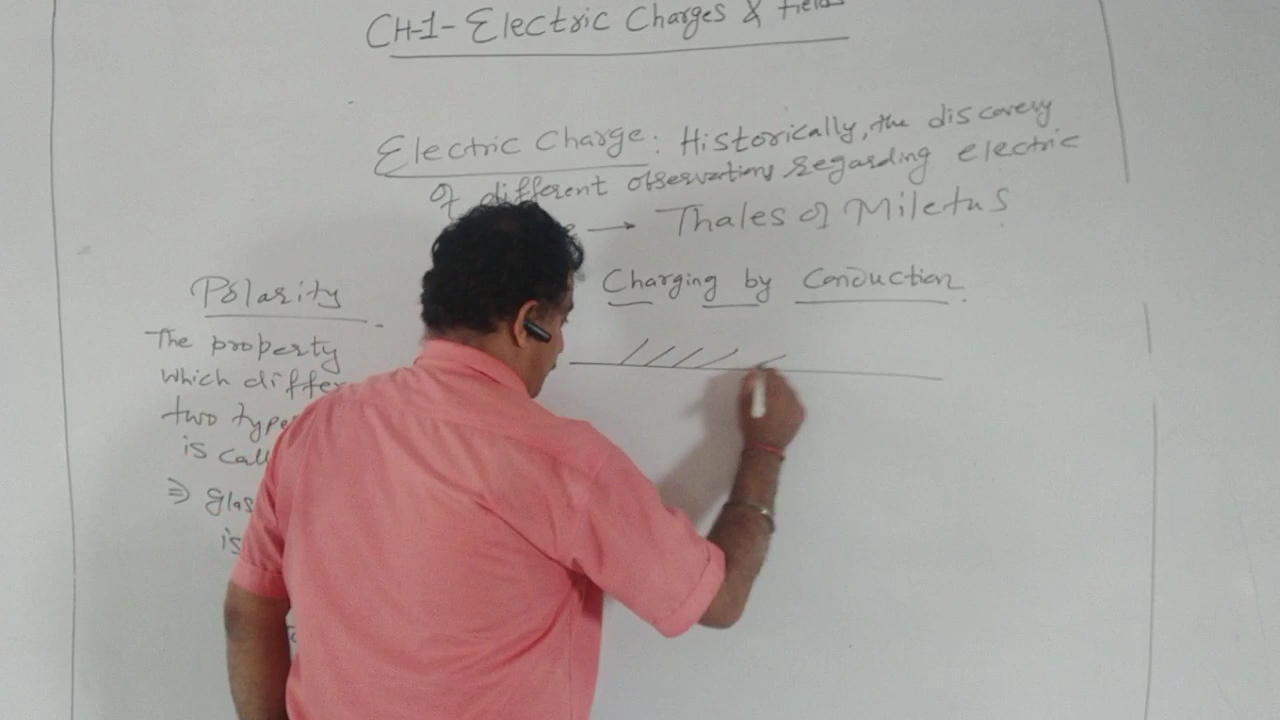 CH-1- Electric Charges & Fields
Electric Charge: Historically, the discovery
of different observations regarding electric
→ Thales of Miletus
Polarity
The property
which differ
two type
is call
⇒ glas
is
Charging by Conduction.